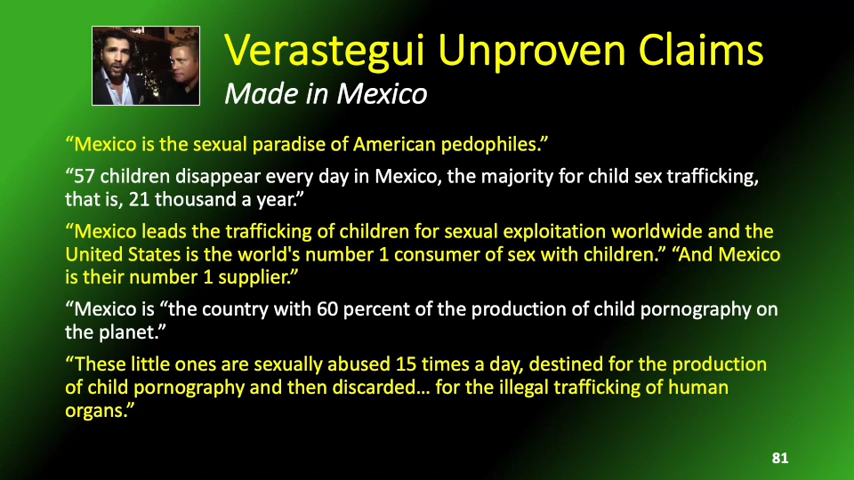 Verastegui Unproven Claims
Made in Mexico
“Mexico is the sexual paradise of American pedophiles.”
“57 children disappear every day in Mexico, the majority for child sex trafficking,
that is, 21 thousand a year.”
“Mexico leads the trafficking of children for sexual exploitation worldwide and the
United States is the world's number 1 consumer of sex with children.” “And Mexico
is their number 1 supplier.”
“Mexico is “the country with 60 percent of the production of child pornography on
the planet.”
“These little ones are sexually abused 15 times a day, destined for the production
of child pornography and then discarded… for the illegal trafficking of human
organs.”
81